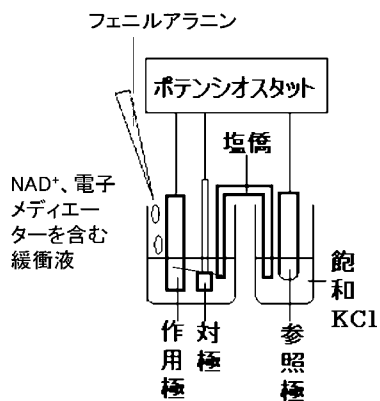 フェニルアラニン
ポテンシオスタット
塩僑
NAD⁺、電子
メディエー
ターを含む
緩衝液
飽
和
KCl
作用極
対極
参照極